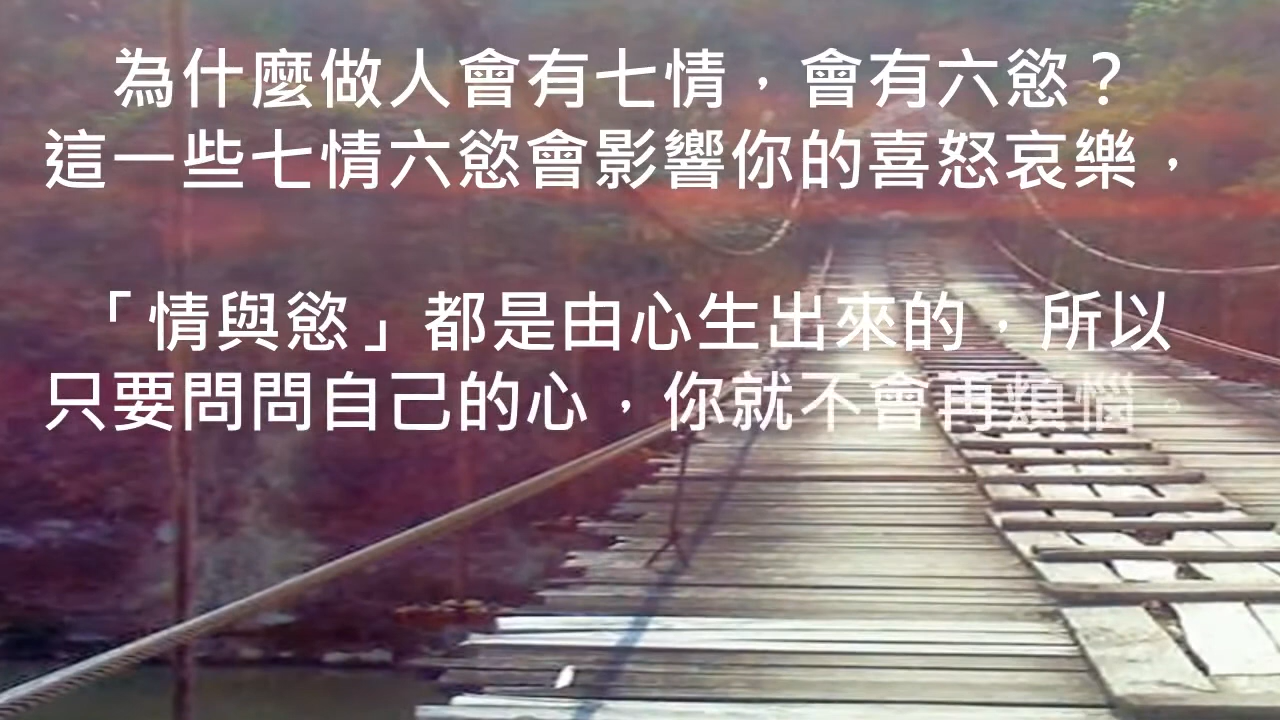 為什麼做人會有七情，會有六慾？
這一些七情六慾會影響你的喜怒哀樂，
「情與慾」都是由心生出來的，所以
只要問問自己的心，你就不會再煩惱。